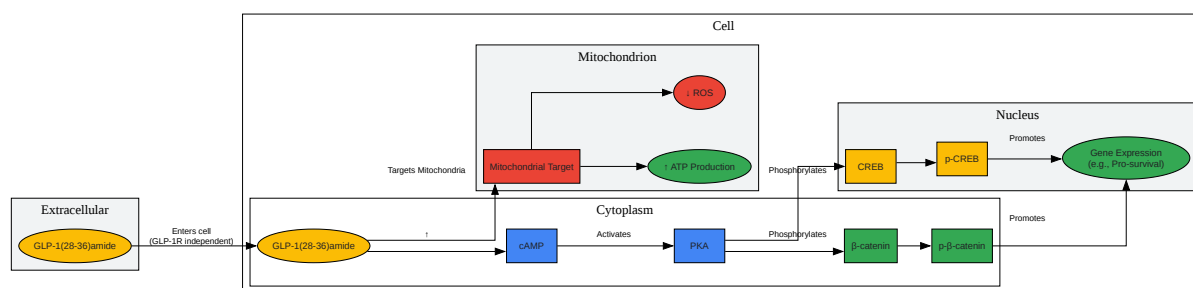 Cell
Mitochondrion
↓ ROS
Mitochondrial Target
↑ ATP Production
Targets Mitochondria
Nucleus
Promotes
Phosphorylates
CREB
p-CREB
Gene Expression
(e.g., Pro-survival)
Extracellular
GLP-1(28-36)amide
Enters cell
(GLP-1R independent)
Cytoplasm
GLP-1(28-36)amide
↑
cAMP
Activates
PKA
Phosphorylates
β-catenin
p-β-catenin
Promotes